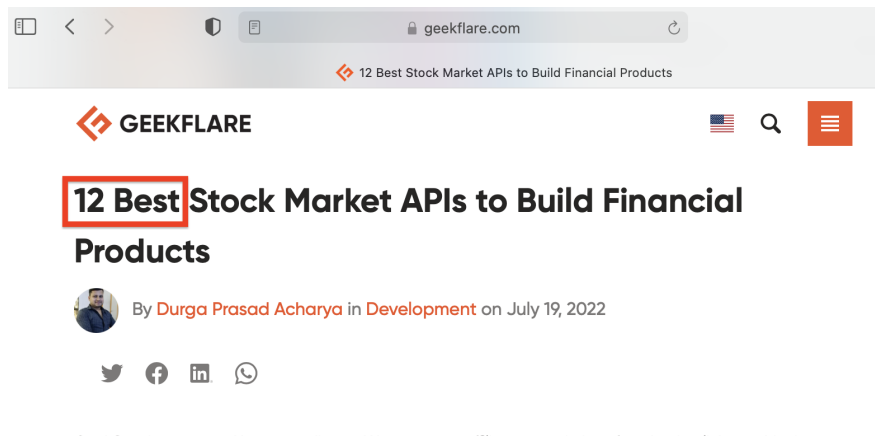 geekflare.com
12 Best Stock Market APIs to Build Financial Products
GEEKFLARE
12 Best Stock Market APIs to Build Financial
Products
By Durga Prasad Acharya in Development on July 19, 2022